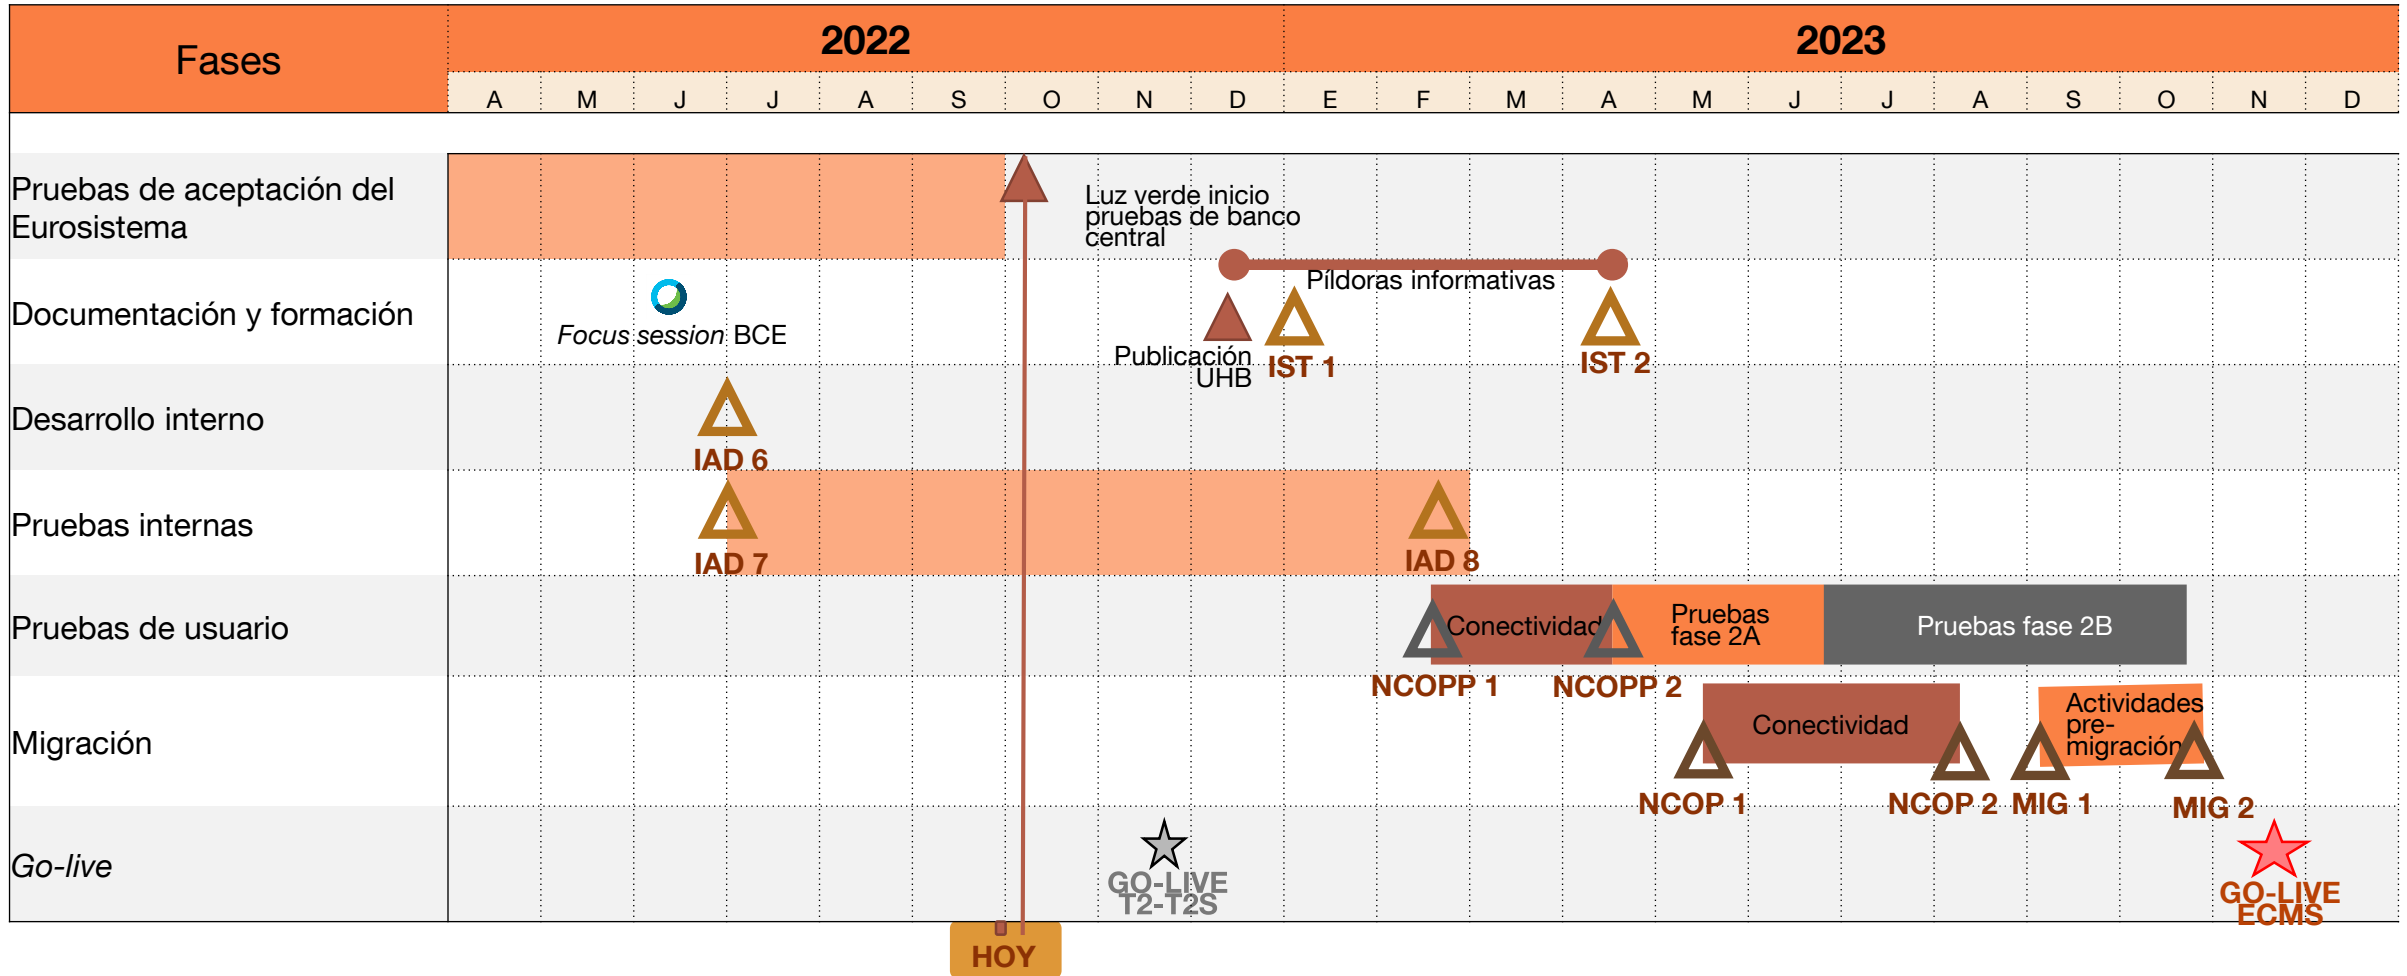 Fases
2022
2023
A M J J A S O N D E F M A M J J A S O N D
Pruebas de aceptación del
Eurosistema
Luz verde inicio
pruebas de banco
central
Documentación y formación
Focus session BCE
Píldoras informativas
Publicación
UHB
IST 1
IST 2
Desarrollo interno
IAD 6
Pruebas internas
IAD 7
IAD 8
Pruebas de usuario
Conectividad
Pruebas
fase 2A
Pruebas fase 2B
NCOPP 1
NCOPP 2
Migración
Conectividad
Actividades
pre-
migración
NCOP 1
NCOP 2
MIG 1
MIG 2
Go-live
GO-LIVE
T2-T2S
GO-LIVE
ECMS
HOY